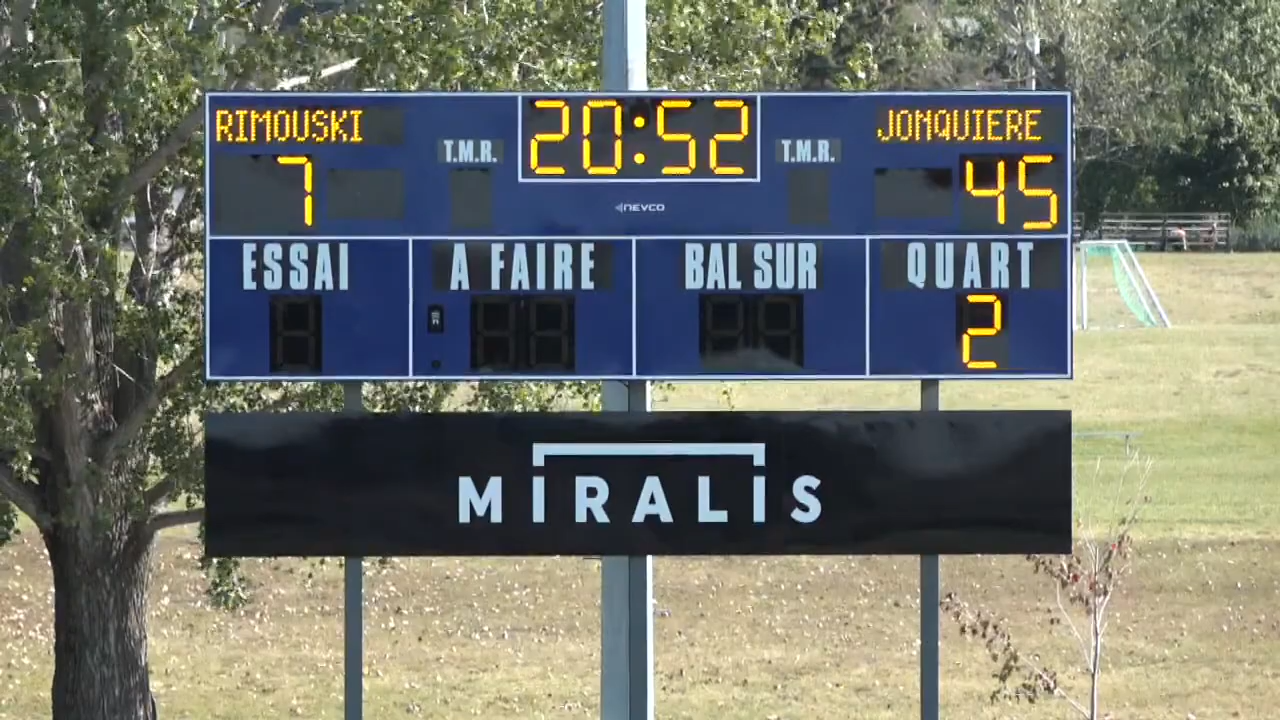 RIMOUSKI 20:52 JONQUIERE
7 T.M.R. T.M.R. 45
NEVCO
ESSAI A FAIRE BAL SUR QUART
2
MIRALIS